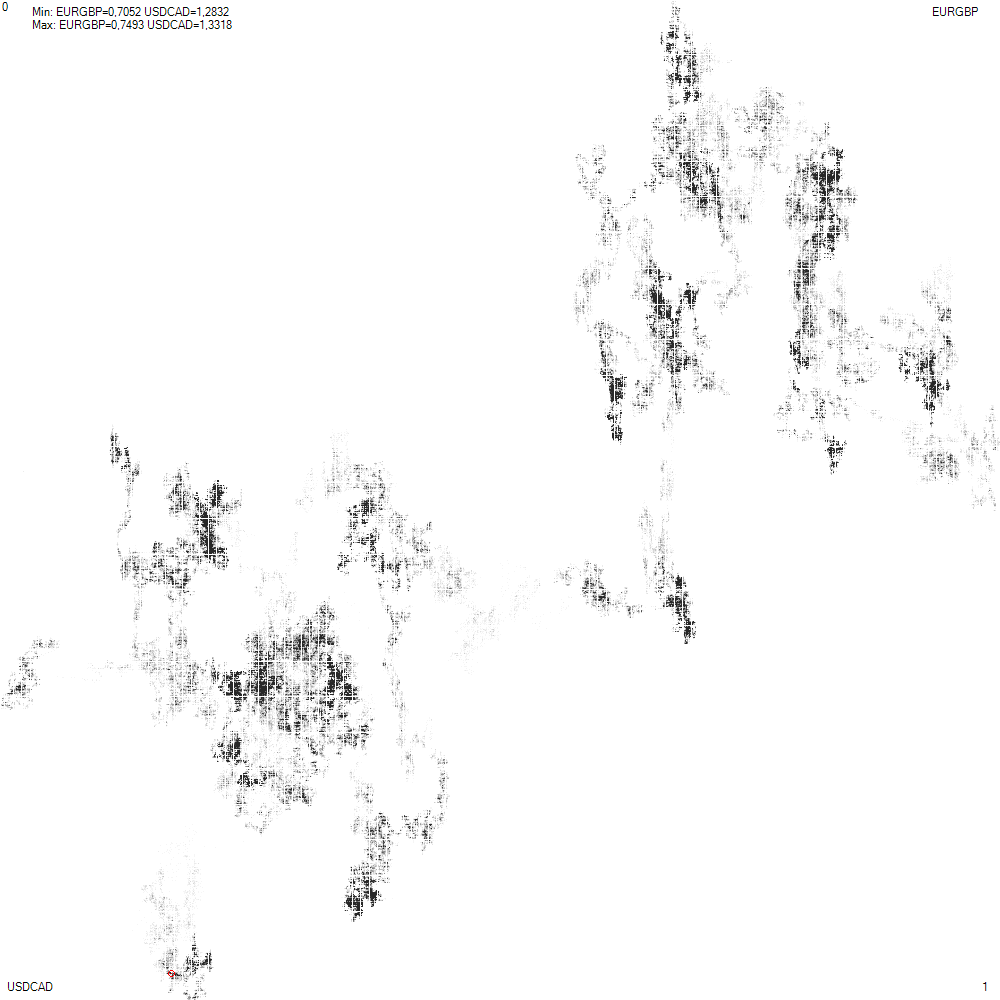 0
Min: EURGBP=0,7052 USDCAD=1,2832
EURGBP
Max: EURGBP=0,7493 USDCAD=1,3318
USDCAD
1